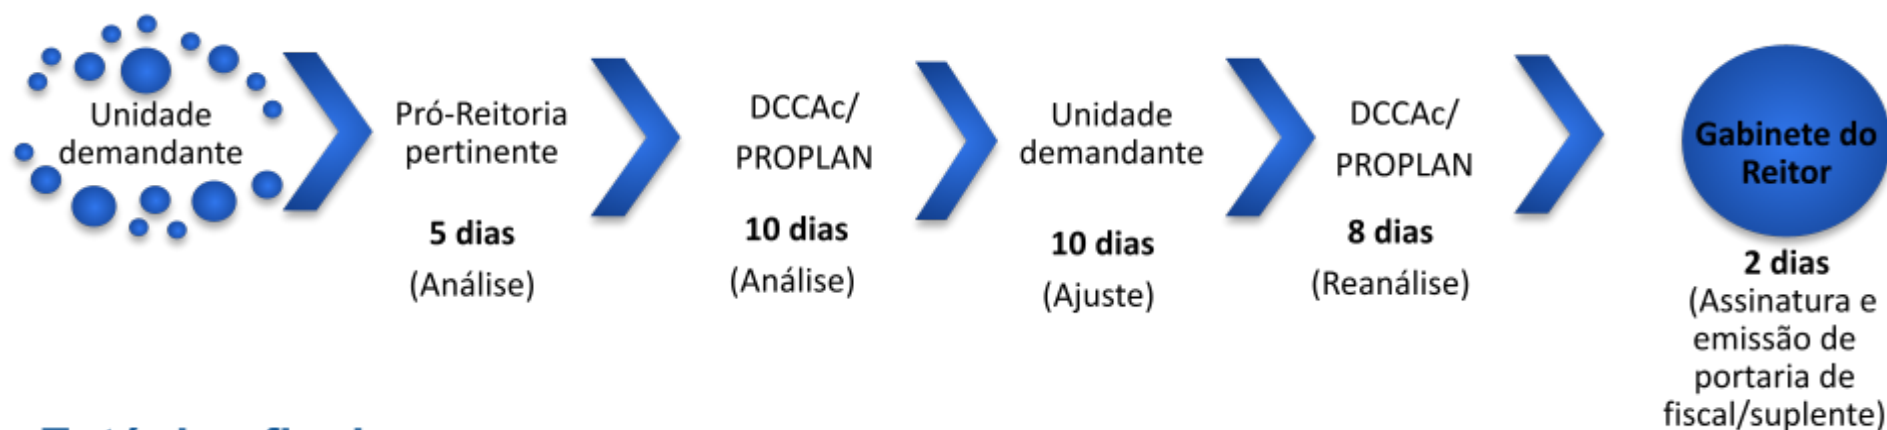 Unidade
demandante
Pró-Reitoria
pertinente
5 dias
(Análise)
DCCAc/
PROPLAN
10 dias
(Análise)
Unidade
demandante
10 dias
(Ajuste)
DCCAc/
PROPLAN
8 dias
(Reanálise)
Gabinete do
Reitor
2 dias
(Assinatura e
emissão de
portaria de
fiscal/suplente)